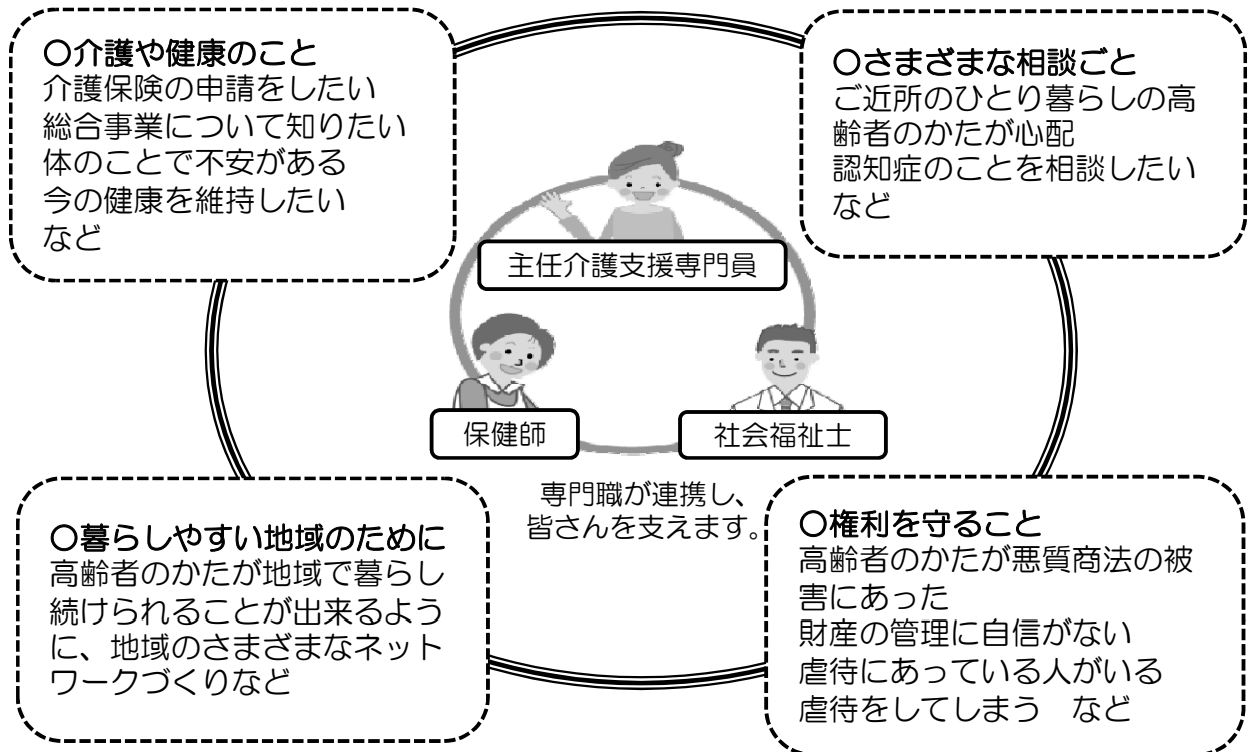 〇介護や健康のこと
介護保険の申請をしたい
総合事業について知りたい
体のことで不安がある
今の健康を維持したい
など
〇さまざまな相談ごと
ご近所のひとり暮らしの高
齢者のかたが心配
認知症のことを相談したい
など
主任介護支援専門員
保健師
社会福祉士
専門職が連携し、
皆さんを支えます。
〇暮らしやすい地域のために
高齢者のかたが地域で暮らし
続けられることが出来るよう
に、地域のさまざまなネット
ワークづくりなど
〇権利を守ること
高齢者のかたが悪質商法の被
害にあった
財産の管理に自信がない
虐待にあっている人がいる
虐待をしてしまう　など